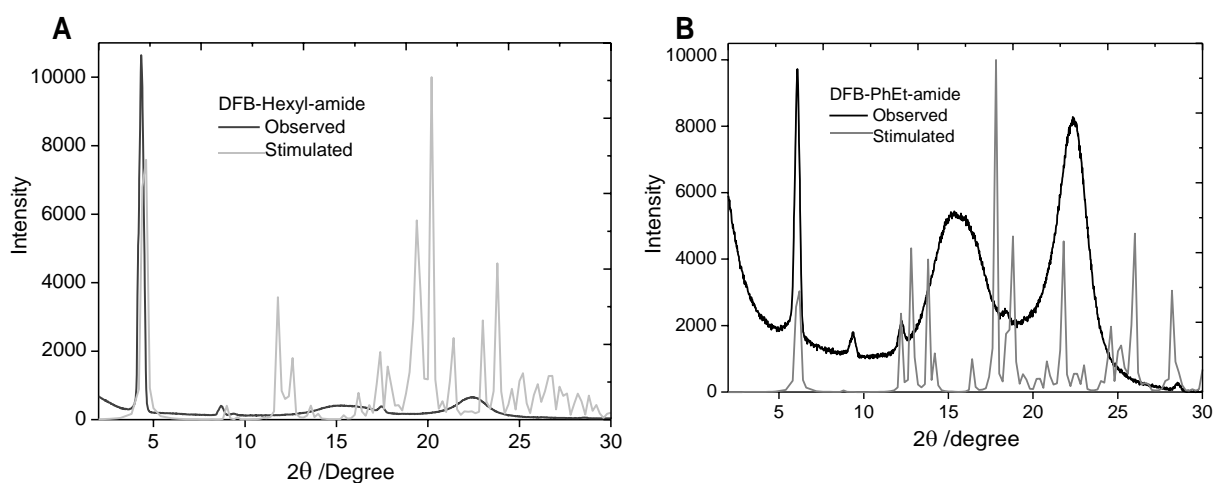 A
DFB-Hexyl-amide
Observed
Stimulated
Intensity
10000
8000
6000
4000
2000
0
5
10
15
20
25
30
2θ /Degree
B
DFB-PhEt-amide
Observed
Stimulated
Intensity
10000
8000
6000
4000
2000
0
5
10
15
20
25
30
2θ /degree